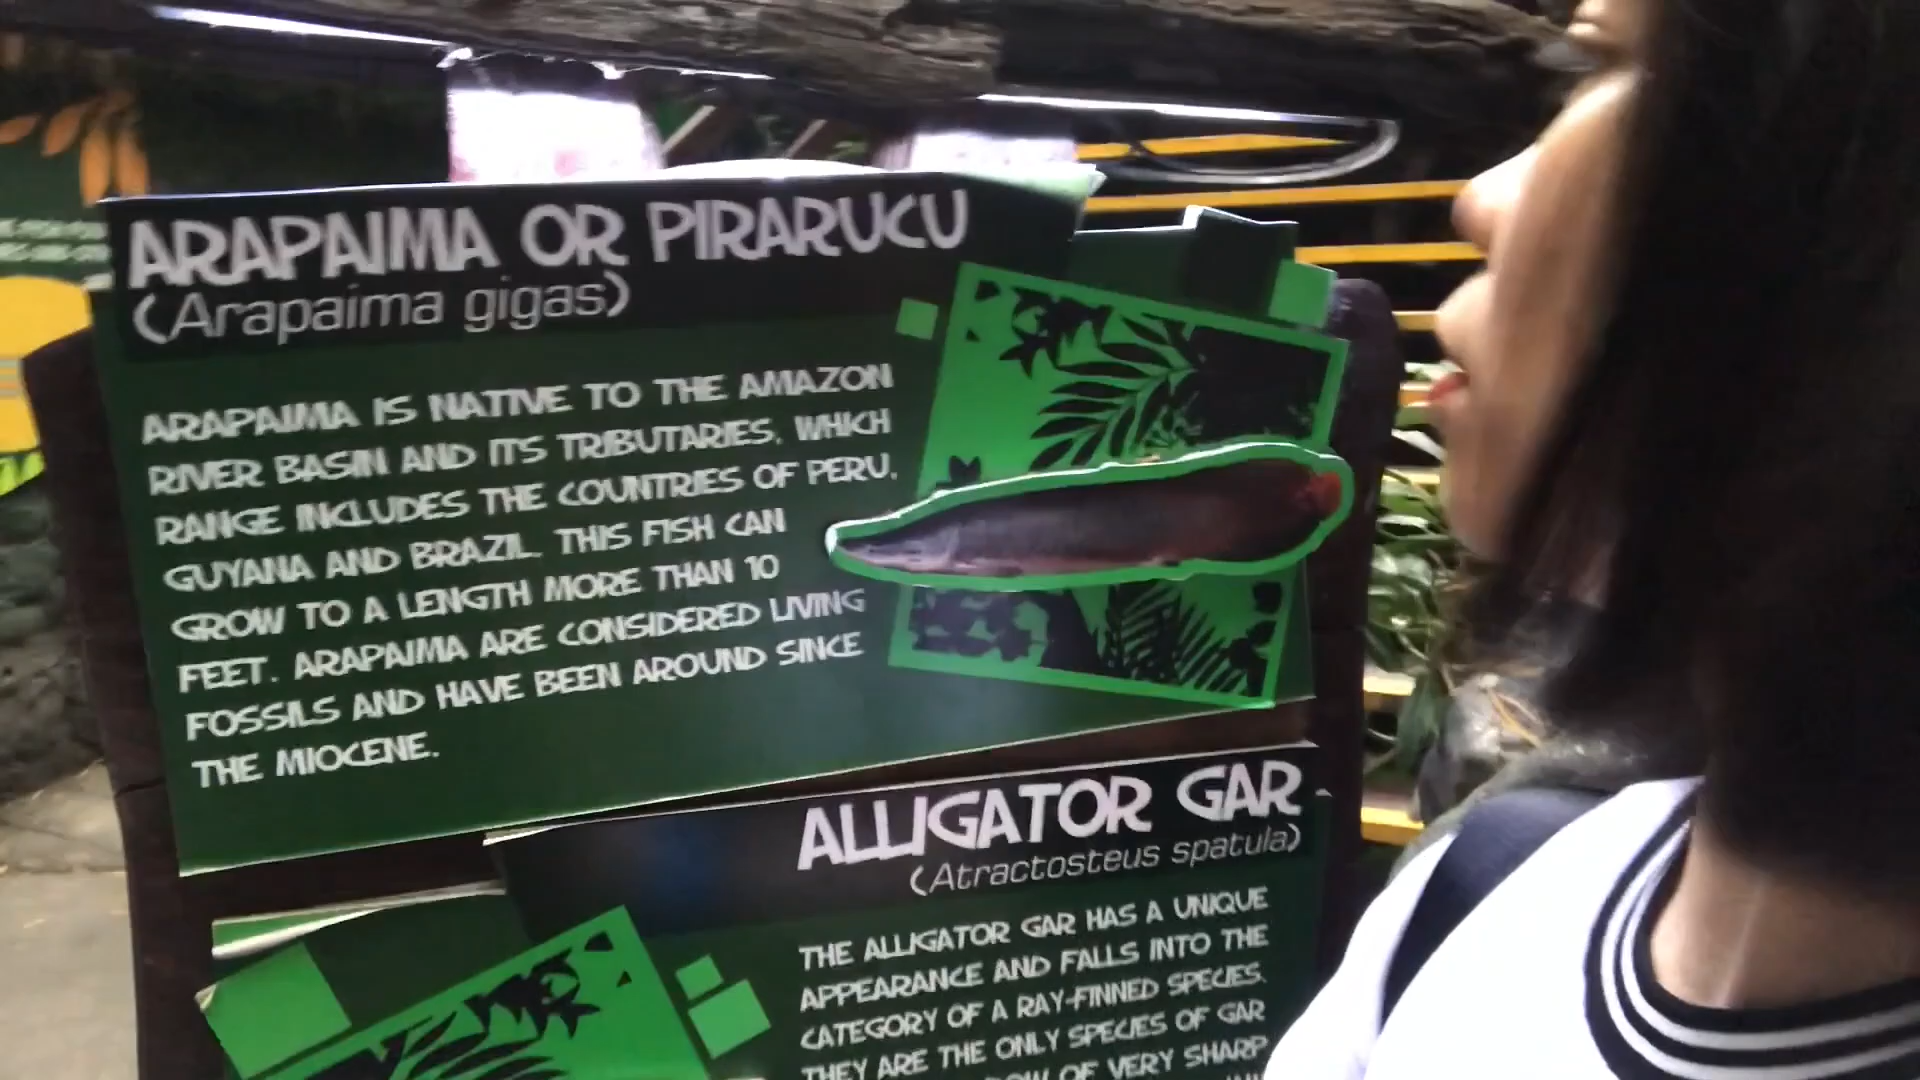 ARAPAIMA OR PIRARUCU
(Arapaima gigas)
ARAPAIMA IS NATIVE TO THE AMAZON
RIVER BASIN AND ITS TRIBUTARIES, WHICH
RANGE INCLUDES THE COUNTRIES OF PERU,
GUYANA AND BRAZIL. THIS FISH CAN
GROW TO A LENGTH MORE THAN 10
FEET. ARAPAIMA ARE CONSIDERED LIVING
FOSSILS AND HAVE BEEN AROUND SINCE
THE MIOCENE.
ALLIGATOR GAR
(Atractosteus spatula)
THE ALLIGATOR GAR HAS A UNIQUE
APPEARANCE AND FALLS INTO THE
CATEGORY OF A RAY-FINNED SPECIES.
THEY ARE THE ONLY SPECIES OF GAR
OF VERY SHARP